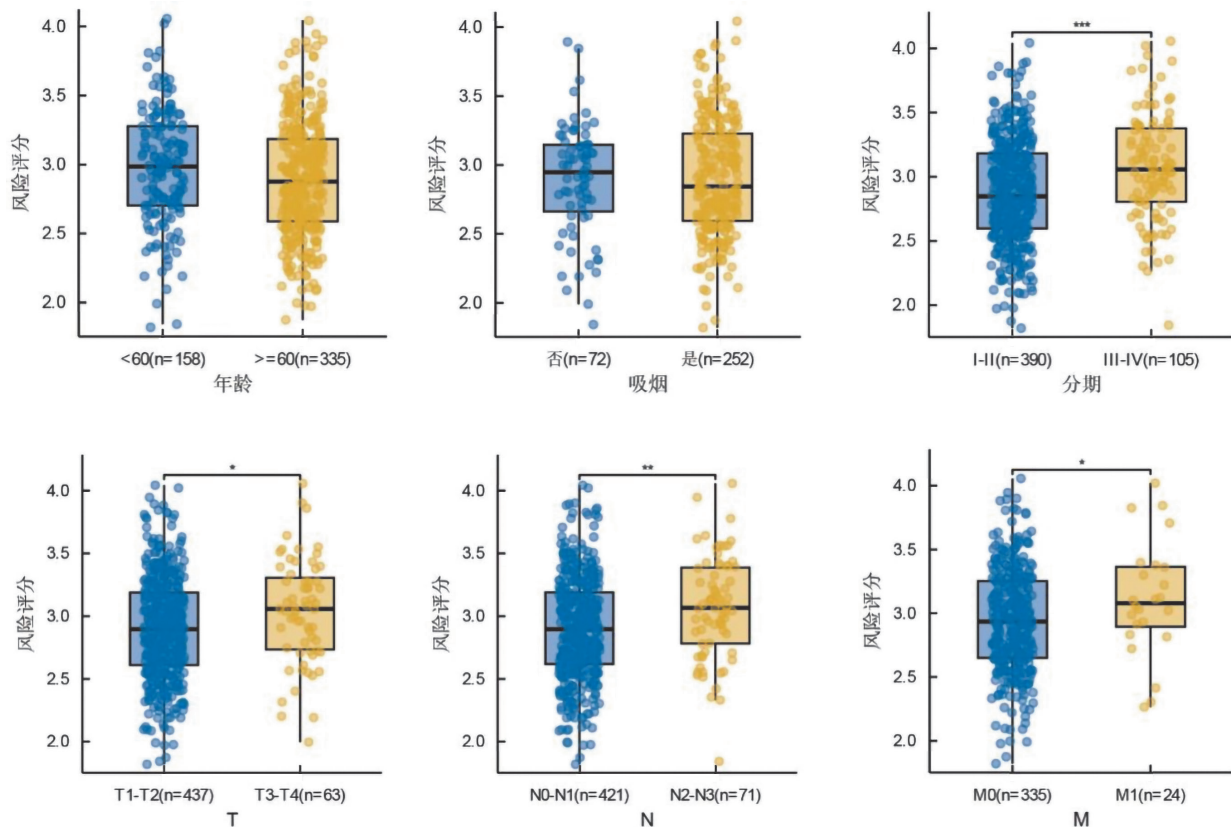 4.0
3.5
3.0
2.5
2.0
风险评分
<60(n=158)
>=60(n=335)
年龄
4.0
3.5
3.0
2.5
2.0
风险评分
否(n=72)
是(n=252)
吸烟
***
4.0
3.5
3.0
2.5
2.0
风险评分
I-II(n=390)
III-IV(n=105)
分期
*
4.0
3.5
3.0
2.5
2.0
风险评分
T1-T2(n=437)
T3-T4(n=63)
T
**
4.0
3.5
3.0
2.5
2.0
风险评分
N0-N1(n=421)
N2-N3(n=71)
N
*
4.0
3.5
3.0
2.5
2.0
风险评分
M0(n=335)
M1(n=24)
M